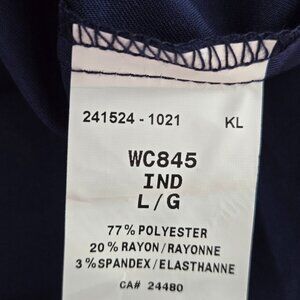 241524 - 1021 KL
WC845
IND
L/G
77% POLYESTER
20% RAYON/RAYONNE
3% SPANDEX/ELASTHANNE
CA# 24480